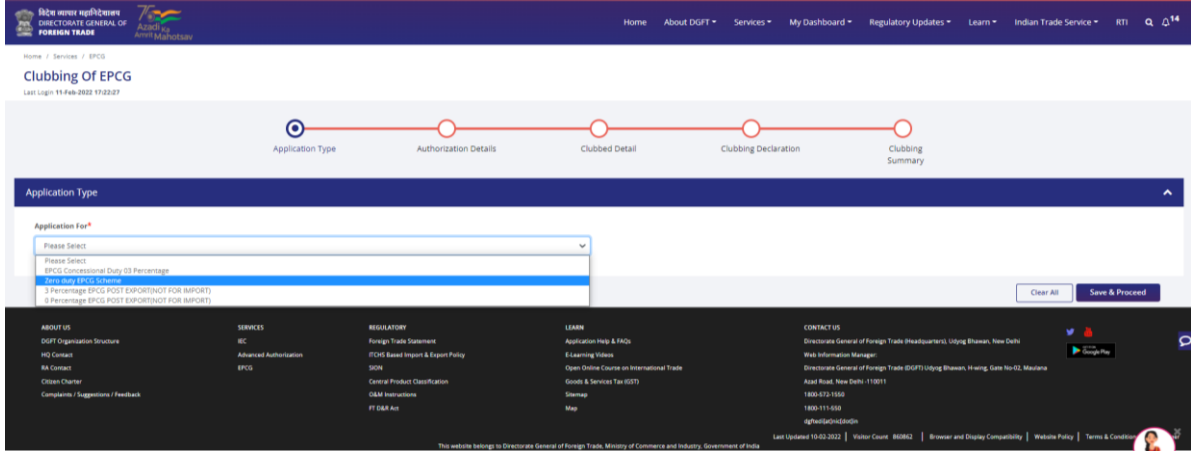 विदेश व्यापार महानिदेशालय
DIRECTORATE GENERAL OF
FOREIGN TRADE
75
Azadi Ka
Amrit Mahotsav
Home About DGFT Services My Dashboard Regulatory Updates Learn Indian Trade Service RTI 14
Home / Services / EPCG
Clubbing Of EPCG
Last Login 11-Feb-2022 17:22:27
Application Type Authorization Details Clubbed Detail Clubbing Declaration Clubbing
Summary
Application Type
Application For*
Please Select
Please Select
EPCG Concessional Duty 03 Percentage
Zero duty EPCG Scheme
3 Percentage EPCG POST EXPORT(NOT FOR IMPORT)
0 Percentage EPCG POST EXPORT(NOT FOR IMPORT)
Clear All Save & Proceed
ABOUT US SERVICES REGULATORY LEARN CONTACT US
DGFT Organization Structure IEC Foreign Trade Statement Application Help & FAQs Directorate General of Foreign Trade (Headquarters), Udyog Bhawan, New Delhi
HQ Contact Advanced Authorization ITCHS Based Import & Export Policy E-Learning Videos Web Information Manager:
RA Contact EPCG SION Open Online Course on International Trade Directorate General of Foreign Trade (DGFT) Udyog Bhawan, H-wing, Gate No-02, Maulana
Citizen Charter Central Product Classification Goods & Services Tax (GST) Azad Road, New Delhi -110011
Complaints / Suggestions / Feedback O&M Instructions Sitemap 1800-572-1550
FT D&R Act Map 1800-111-550
dgftedi[at]nic[dot]in
Google Play
Last Updated 10-02-2022 | Visitor Count 860862 | Browser and Display Compatibility | Website Policy | Terms & Condition
This website belongs to Directorate General of Foreign Trade, Ministry of Commerce and Industry, Government of India